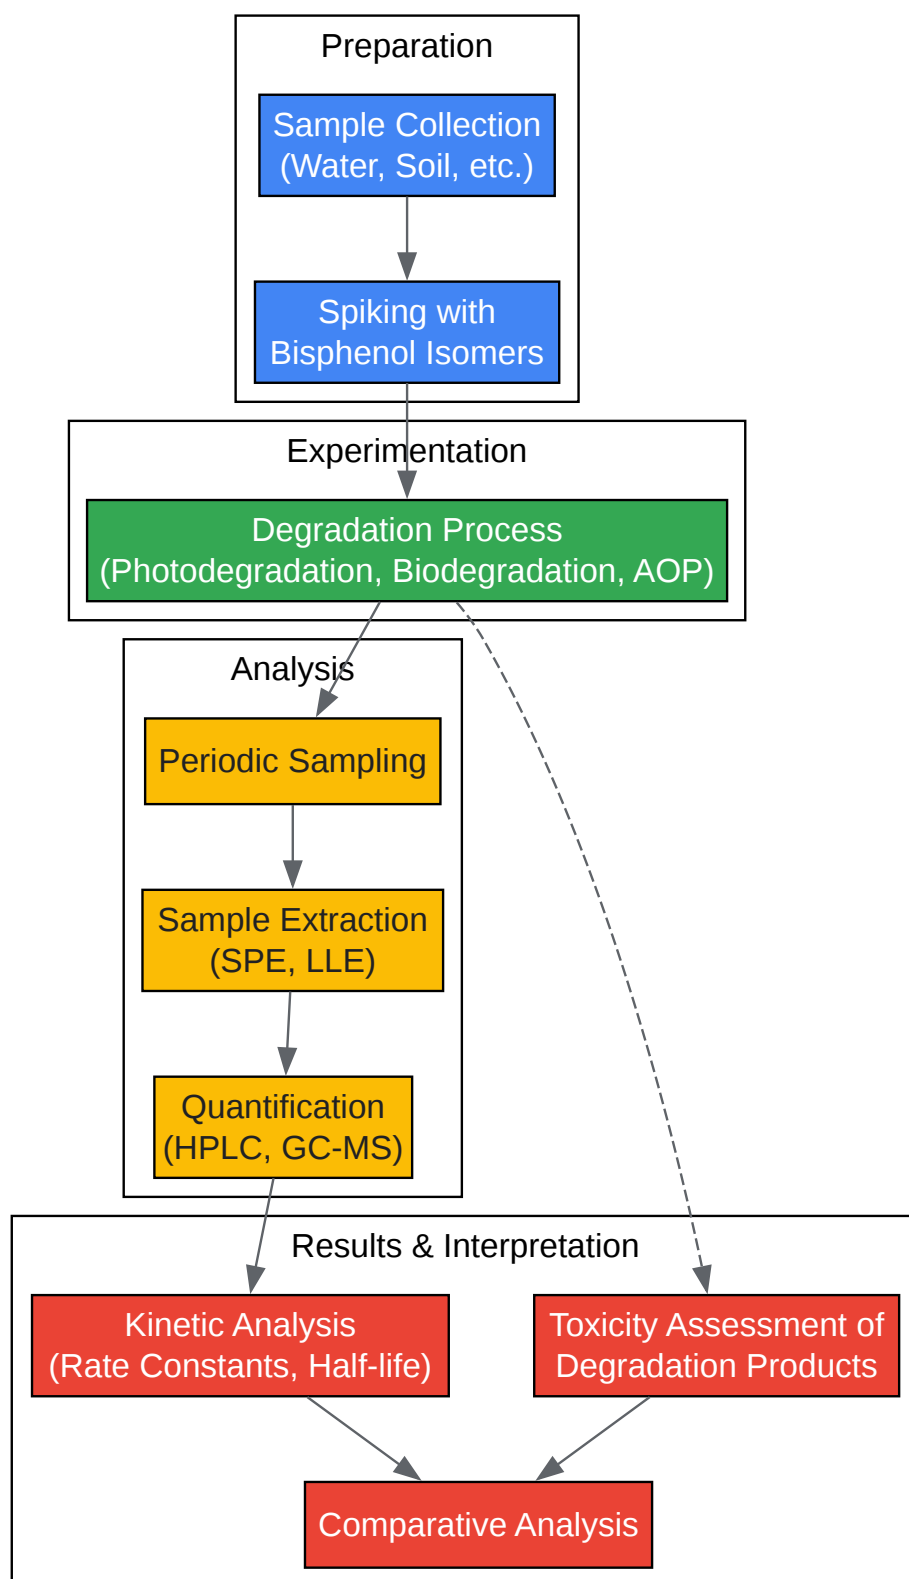 Preparation
Sample Collection
(Water, Soil, etc.)
Spiking with
Bisphenol Isomers
Experimentation
Degradation Process
(Photodegradation, Biodegradation, AOP)
Analysis
Periodic Sampling
Sample Extraction
(SPE, LLE)
Quantification
(HPLC, GC-MS)
Results & Interpretation
Kinetic Analysis
(Rate Constants, Half-life)
Toxicity Assessment of
Degradation Products
Comparative Analysis